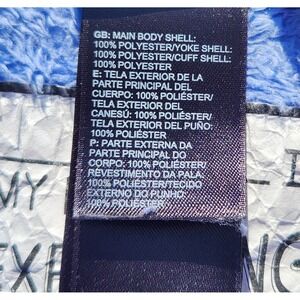 GB: MAIN BODY SHELL:
100% POLYESTER/YOKE SHELL:
100% POLYESTER/CUFF SHELL:
100% POLYESTER
E: TELA EXTERIOR DE LA
PARTE PRINCIPAL DEL
CUERPO: 100% POLIÉSTER/
TELA EXTERIOR DEL
CANESÚ: 100% POLIÉSTER/
TELA EXTERIOR DEL PUÑO:
100% POLIÉSTER
P: PARTE EXTERNA DA
PARTE PRINCIPAL DO
CORPO: 100% POLIÉSTER/
REVESTIMENTO DA PALA:
100% POLIÉSTER/TECIDO
EXTERNO DO PUNHO:
100% POLIÉSTER
MY